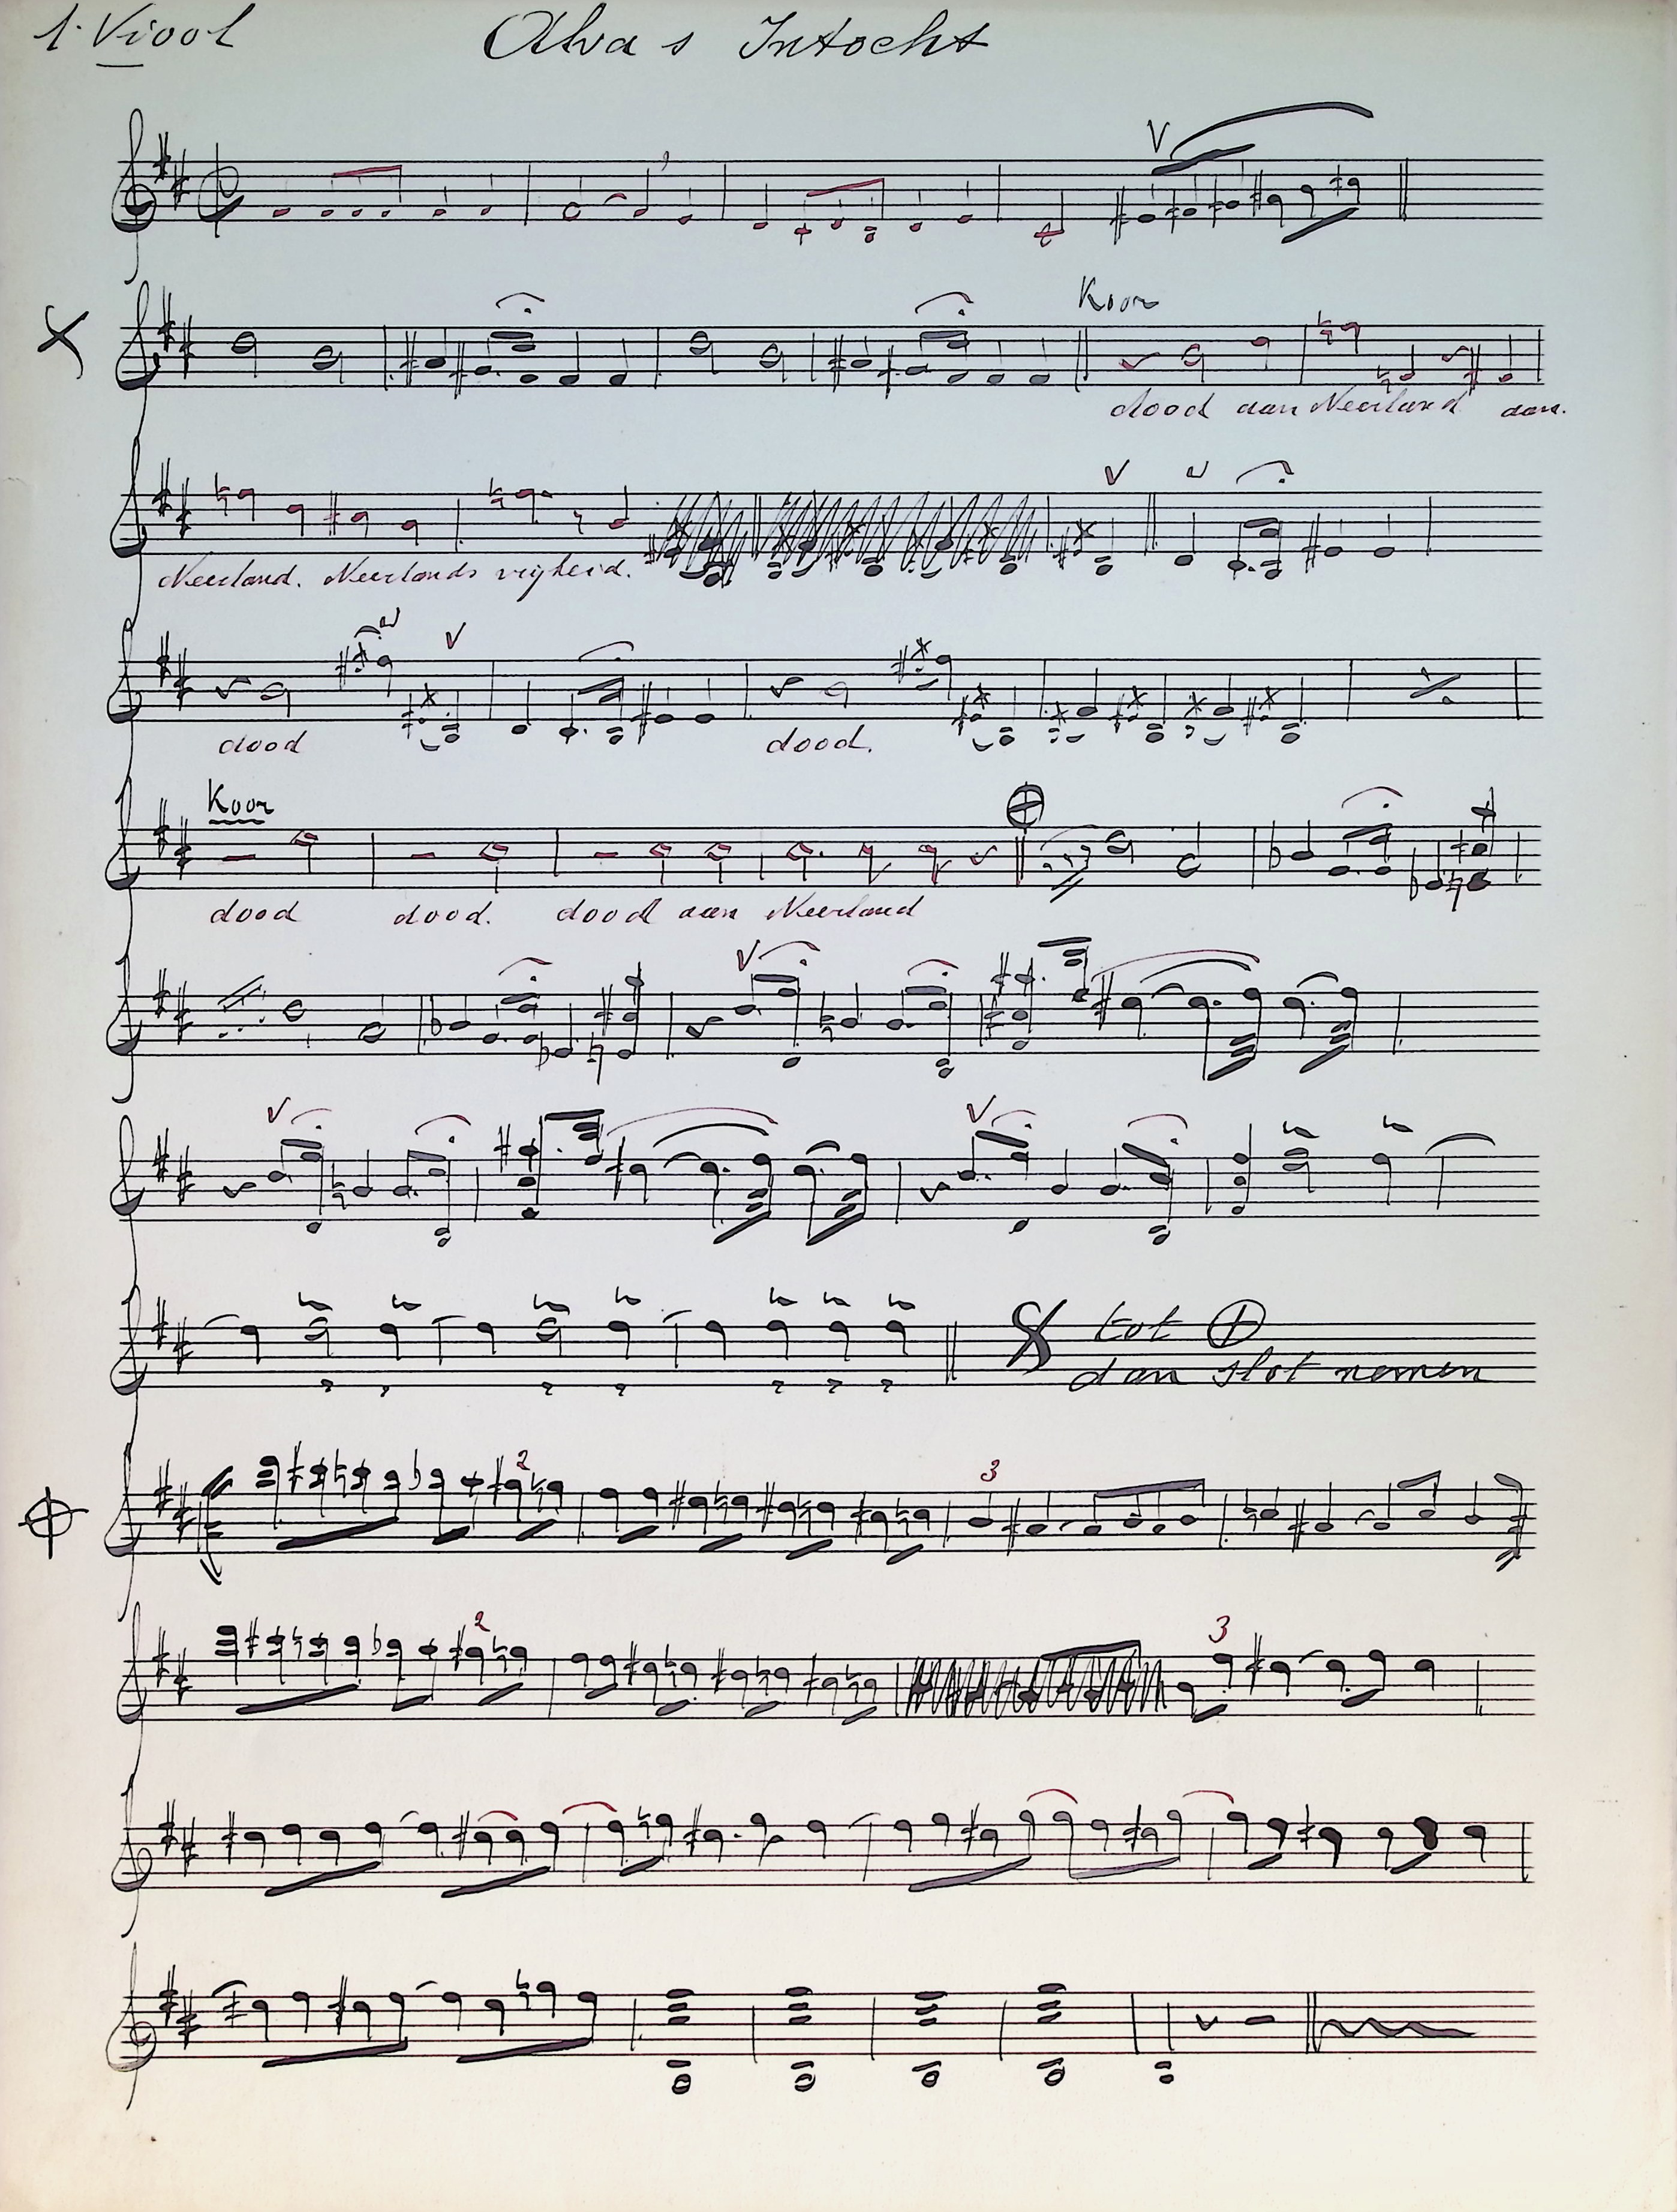 1. Viool Alva s Intocht
Koor
dood aan Neerland aan.
Neerland. Neerlands vrijheid.
dood dood.
Koor
dood dood. dood aan Neerland
tot
dan slot nemen
2 3
2 3